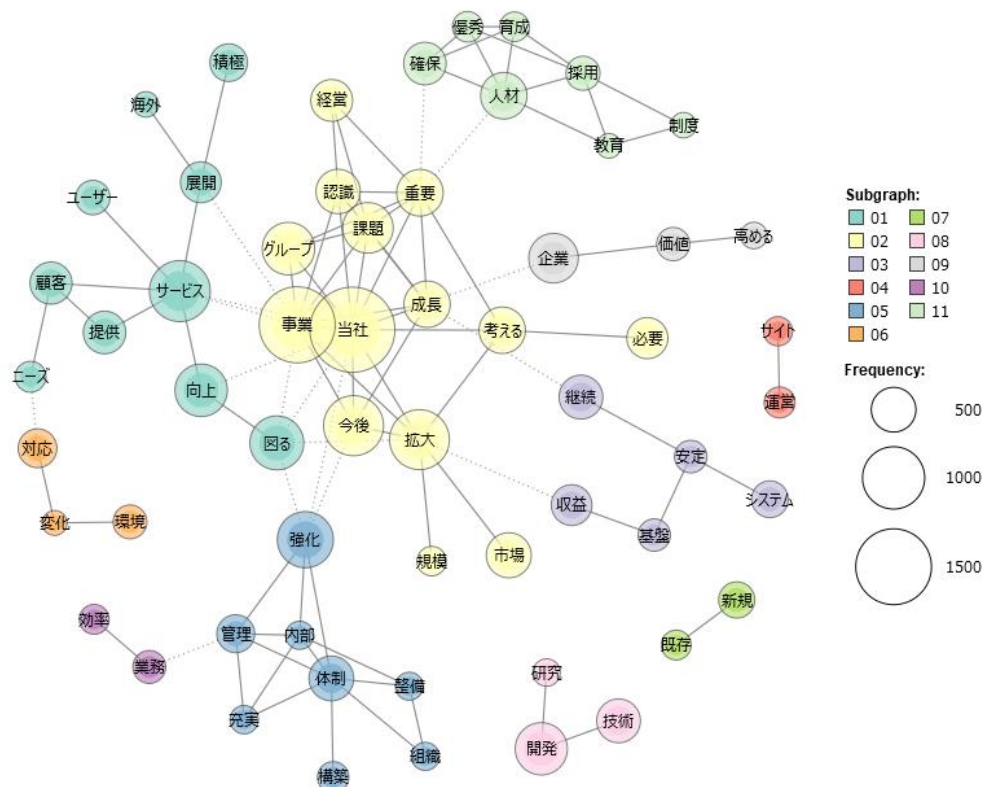 優秀 育成
積極 確保 採用
人材
経営
海外
制度
教育
展開 認識 重要
ユーザー
課題
グループ
高める
価値
企業
顧客 サービス
成長
事業 当社
提供 考える 必要
サイト
ニーズ 向上
継続 運営
今後
対応 図る 拡大
安定
システム
収益
変化 環境
基盤
強化
規模 市場
新規
効率
管理 内部
既存
業務
体制 整備
研究
充実
技術
開発
組織
構築
Subgraph:
01 07
02 08
03 09
04 10
05 11
06
Frequency:
500
1000
1500